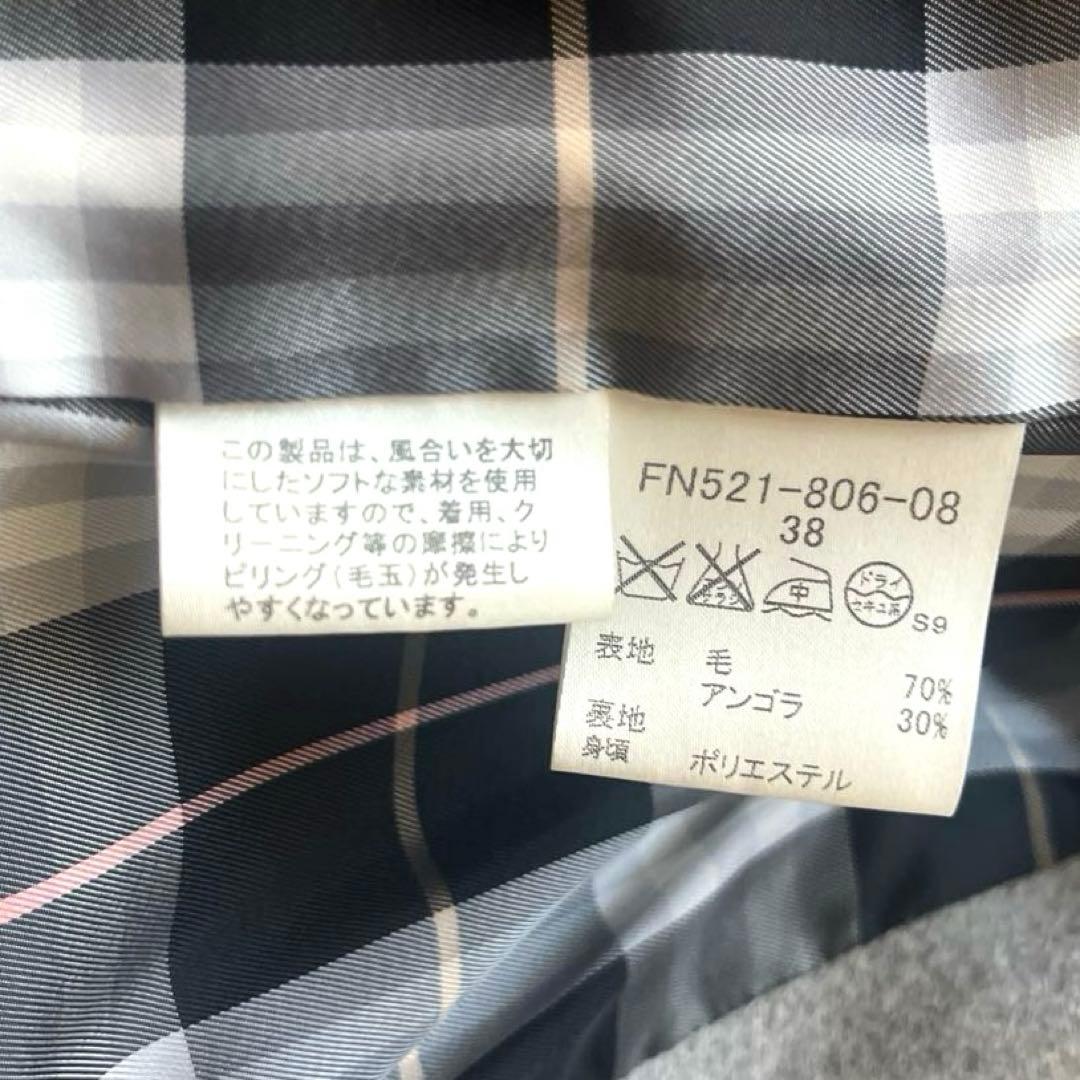 この製品は、風合いを大切
にしたソフトな素材を使用
していますので、着用、ク
リーニング等の摩擦により
ピリング（毛玉）が発生し
やすくなっています。
FN521-806-08
38
中
ドライ
セキユ系
S9
表地 毛 70%
アンゴラ 30%
裏地
身頃 ポリエステル